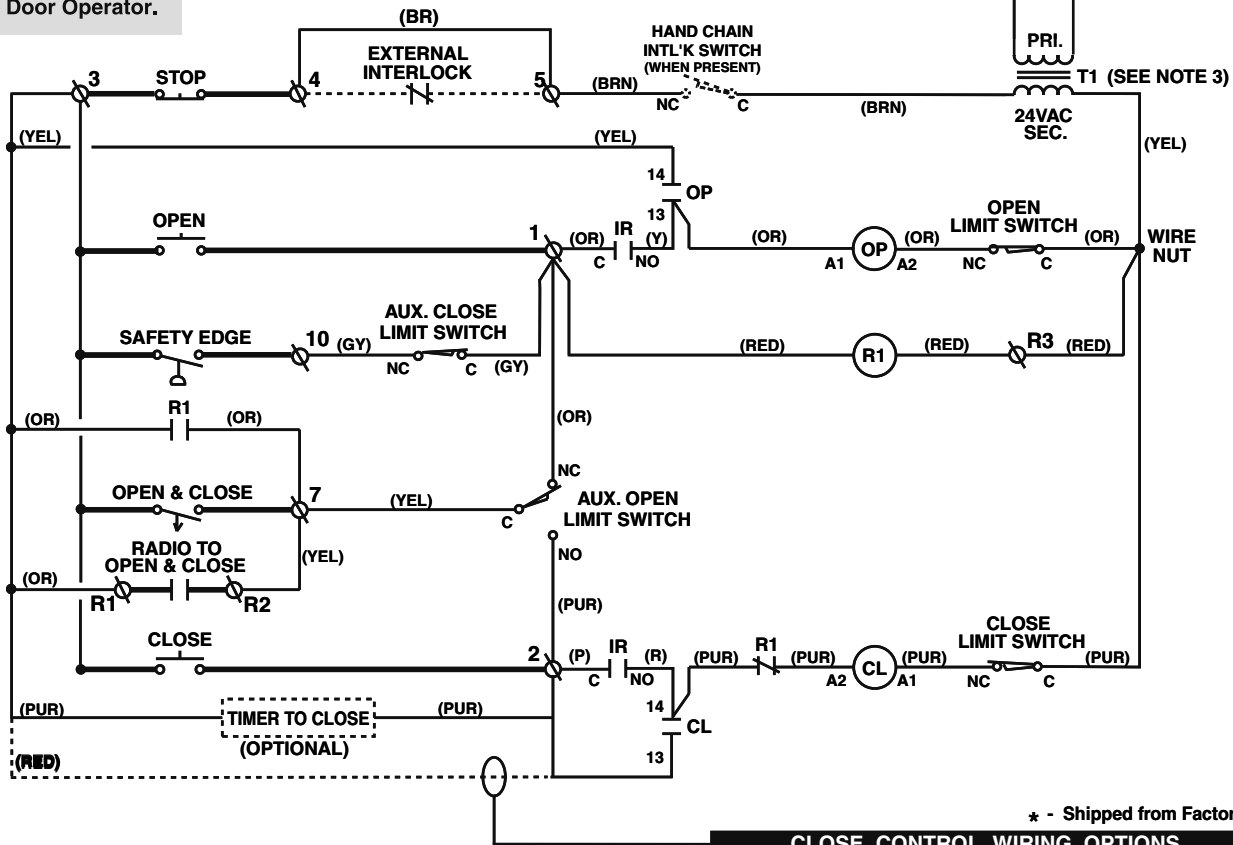 Door Operator.
(BR)
EXTERNAL
INTERLOCK
HAND CHAIN
INTL'K SWITCH
(WHEN PRESENT)
PRI.
T1 (SEE NOTE 3)
24VAC
SEC.
3
STOP
4
5
(BRN)
NC
C
(BRN)
(YEL)
(YEL)
(YEL)
14
OP
13
OPEN
1
(OR)
IR
(Y)
C
NO
(OR)
A1
OP
A2
(OR)
OPEN
LIMIT SWITCH
NC
C
(OR)
WIRE
NUT
SAFETY EDGE
10
(GY)
AUX. CLOSE
LIMIT SWITCH
NC
C
(GY)
(RED)
R1
(RED)
R3
(RED)
(OR)
R1
(OR)
(OR)
OPEN & CLOSE
7
(YEL)
NC
C
AUX. OPEN
LIMIT SWITCH
NO
RADIO TO
OPEN & CLOSE
(YEL)
(OR)
R1
R2
(PUR)
CLOSE
2
(P)
IR
(R)
C
NO
(PUR)
R1
(PUR)
A2
CL
A1
(PUR)
CLOSE
LIMIT SWITCH
NC
C
(PUR)
14
CL
13
(PUR)
TIMER TO CLOSE
(PUR)
(OPTIONAL)
(RED)
* - Shipped from Factor
CLOSE CONTROL WIRING OPTIONS